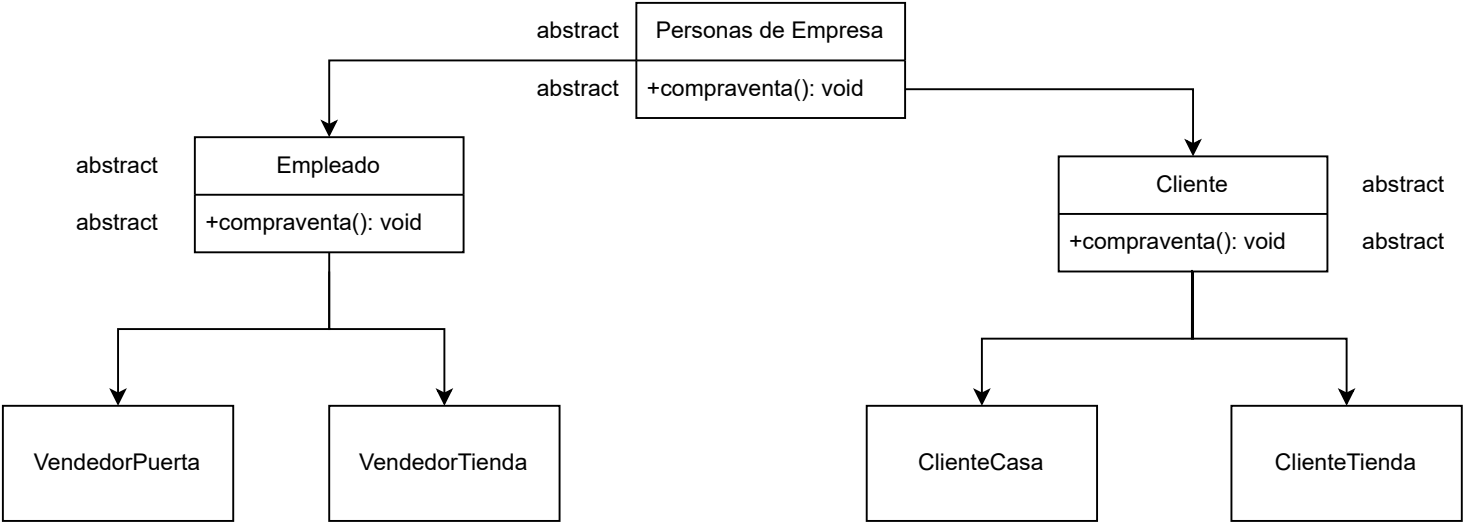 abstract
Personas de Empresa
abstract
+compraventa(): void
abstract
Empleado
abstract
+compraventa(): void
Cliente
abstract
+compraventa(): void
abstract
VendedorPuerta
VendedorTienda
ClienteCasa
ClienteTienda